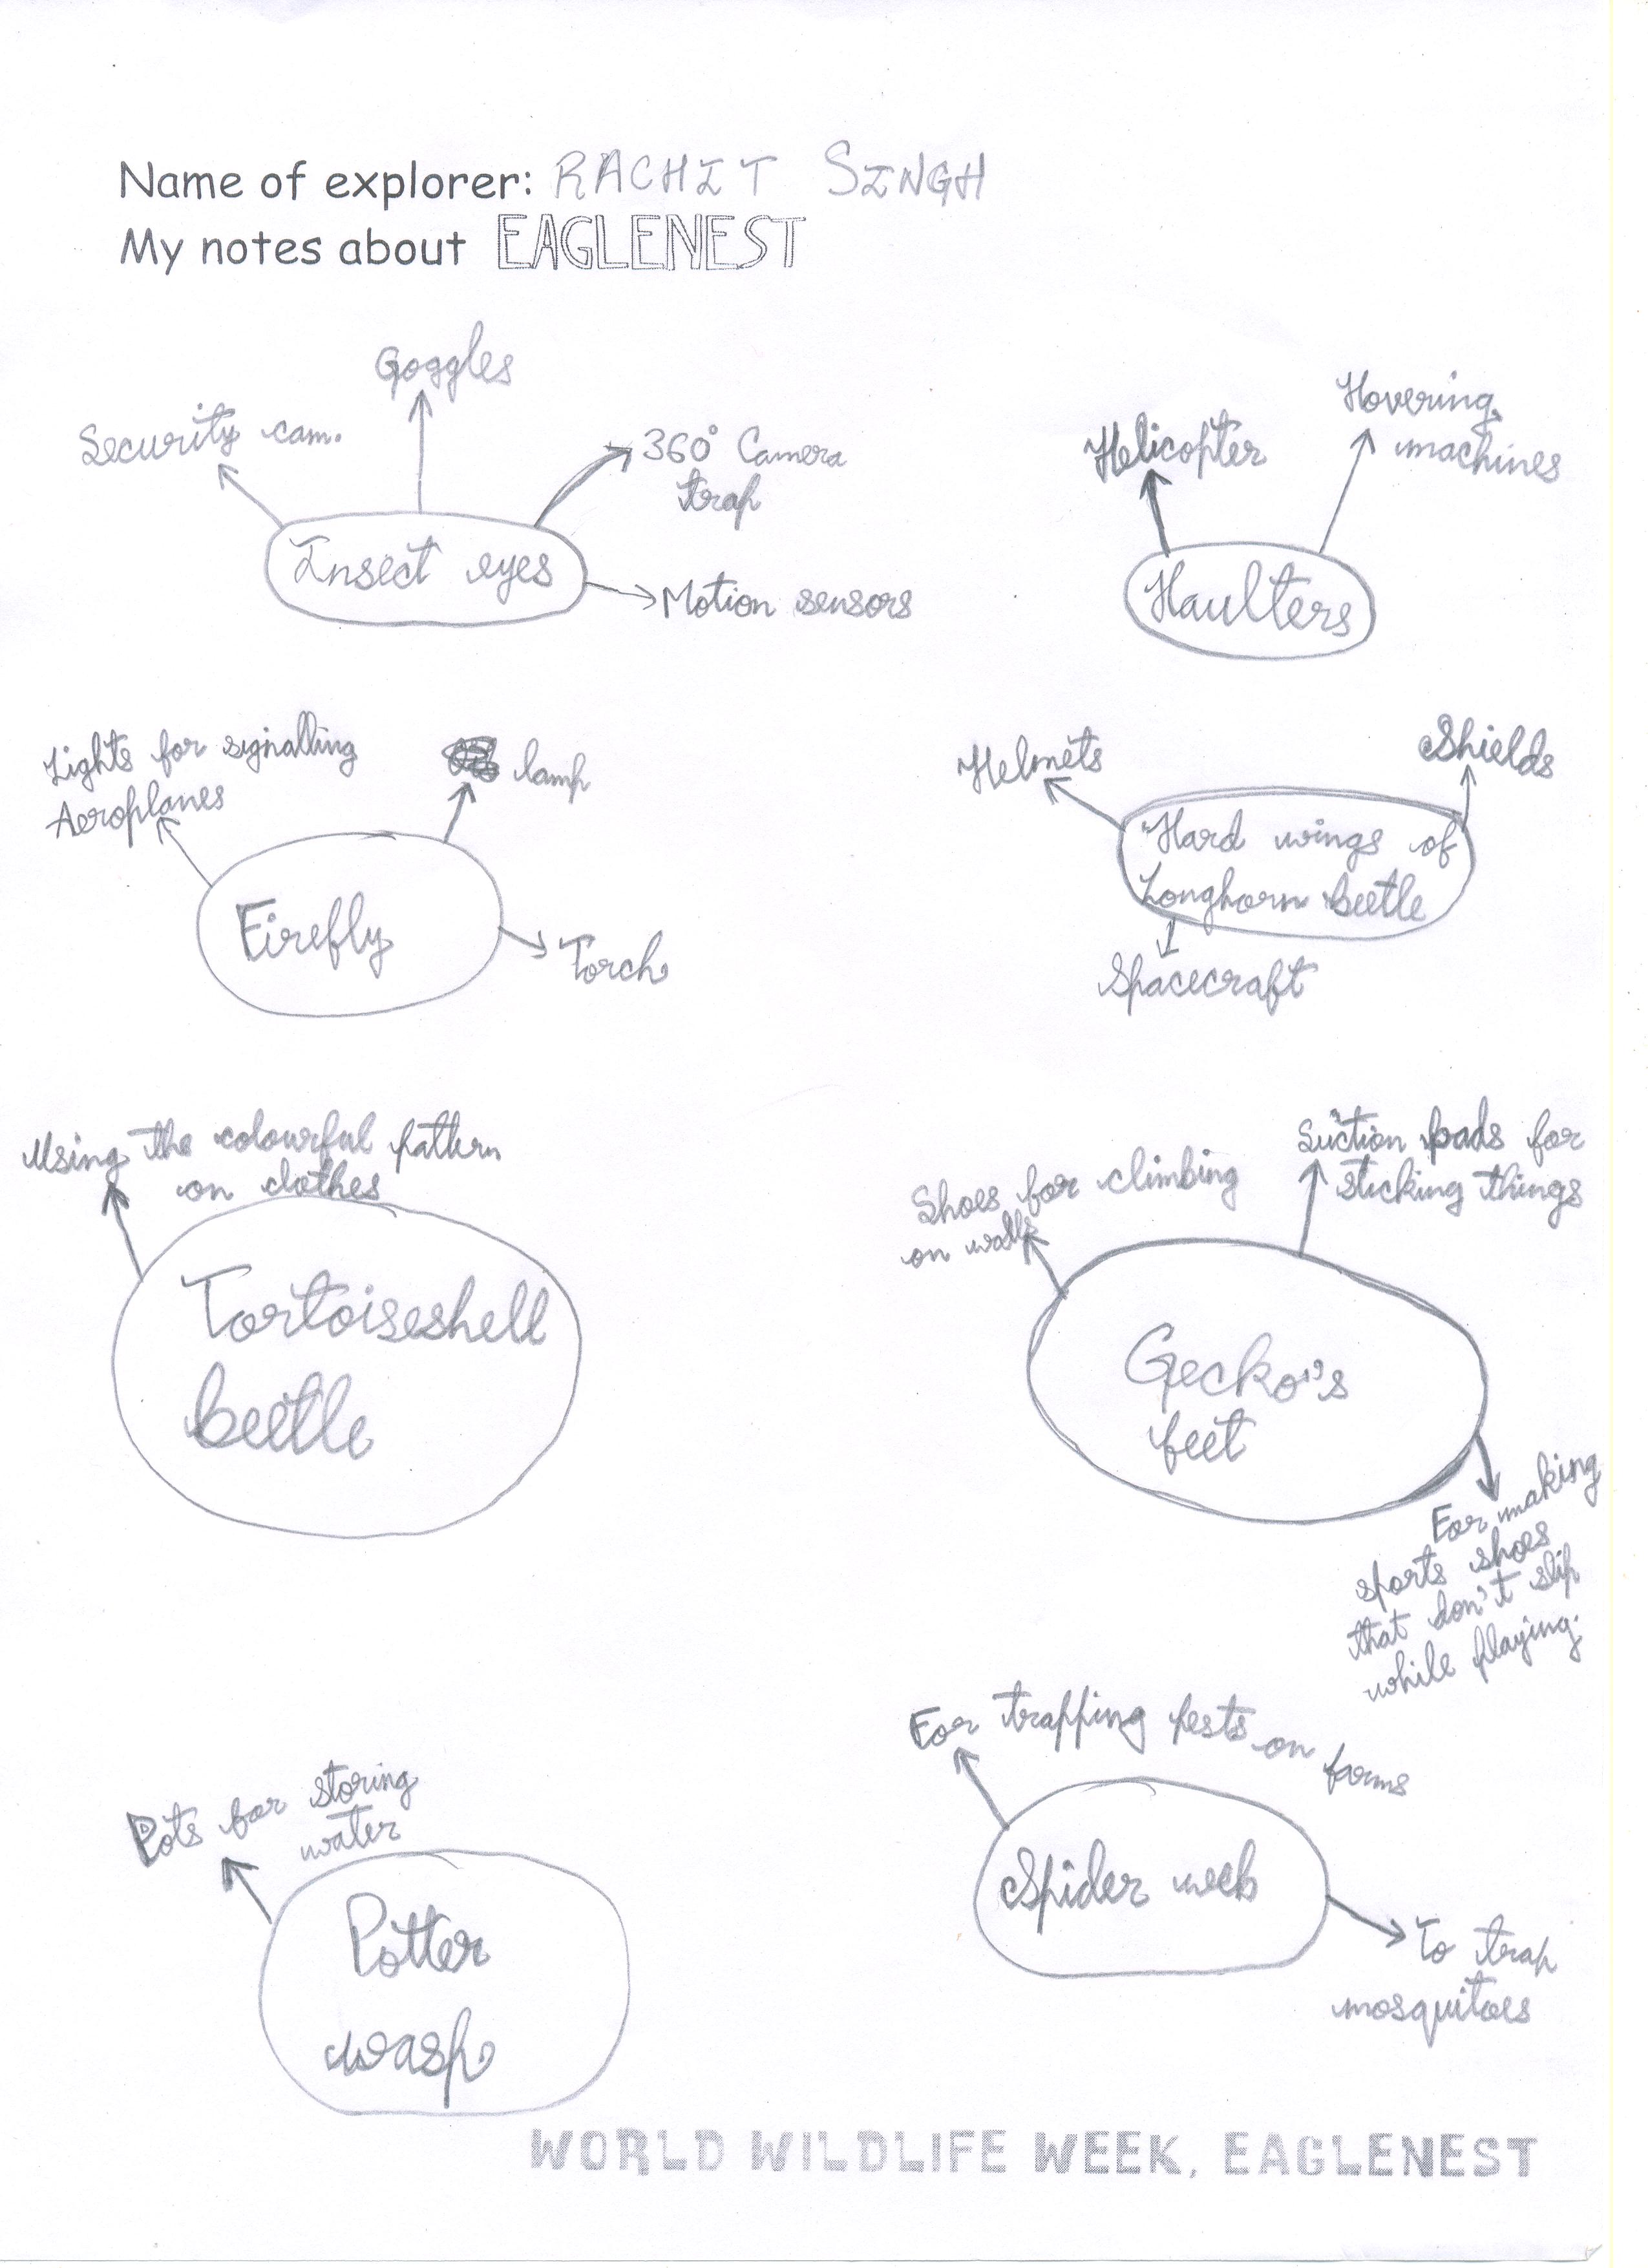 Name of explorer: RACHIT SINGH
My notes about EAGLENEST
Goggles
Security cam.
360° Camera
trap
Motion sensors
Insect eyes
Helicopter
Hovering
machines
Haulters
Lights for signalling
Aeroplanes
lamp
Torch
Firefly
Helmets
Shields
Hard wings of
Longhorn beetle
Spacecraft
Using the colourful pattern
on clothes
Tortoiseshell
beetle
Shoes for climbing
on walls
Suction pads for
sticking things
Gecko's
feet
For making
sports shoes
that don't slip
while playing.
Pots for storing
water
Potter
wasp
For trapping pests on farms
Spider web
To trap
mosquitoes
WORLD WILDLIFE WEEK, EAGLENEST